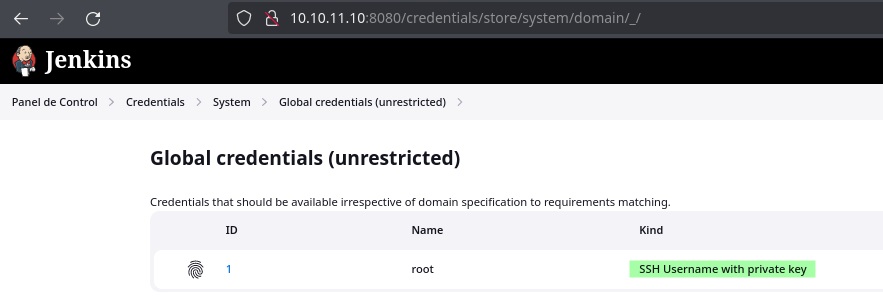 10.10.11.10:8080/credentials/store/system/domain/_/
Jenkins
Panel de Control > Credentials > System > Global credentials (unrestricted) >
Global credentials (unrestricted)
Credentials that should be available irrespective of domain specification to requirements matching.
ID Name Kind
1 root SSH Username with private key